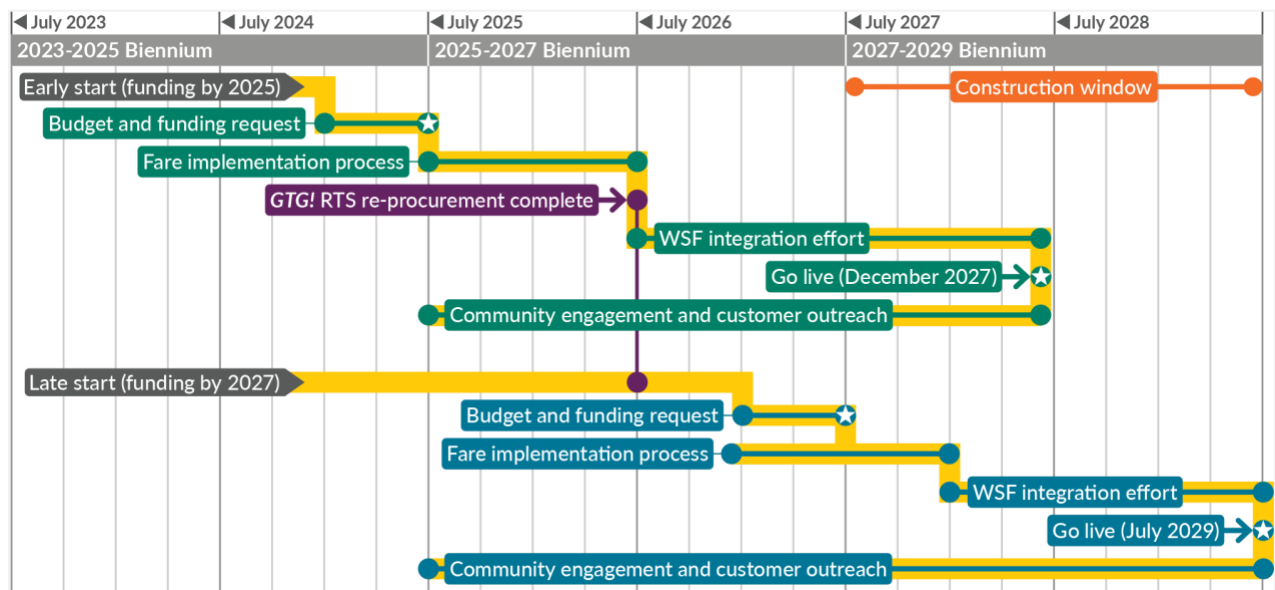 ◀ July 2023
◀ July 2024
◀ July 2025
◀ July 2026
◀ July 2027
◀ July 2028
2023-2025 Biennium
2025-2027 Biennium
2027-2029 Biennium
Early start (funding by 2025)
Construction window
Budget and funding request
Fare implementation process
GTG! RTS re-procurement complete
WSF integration effort
Go live (December 2027)
Community engagement and customer outreach
Late start (funding by 2027)
Budget and funding request
Fare implementation process
WSF integration effort
Go live (July 2029)
Community engagement and customer outreach